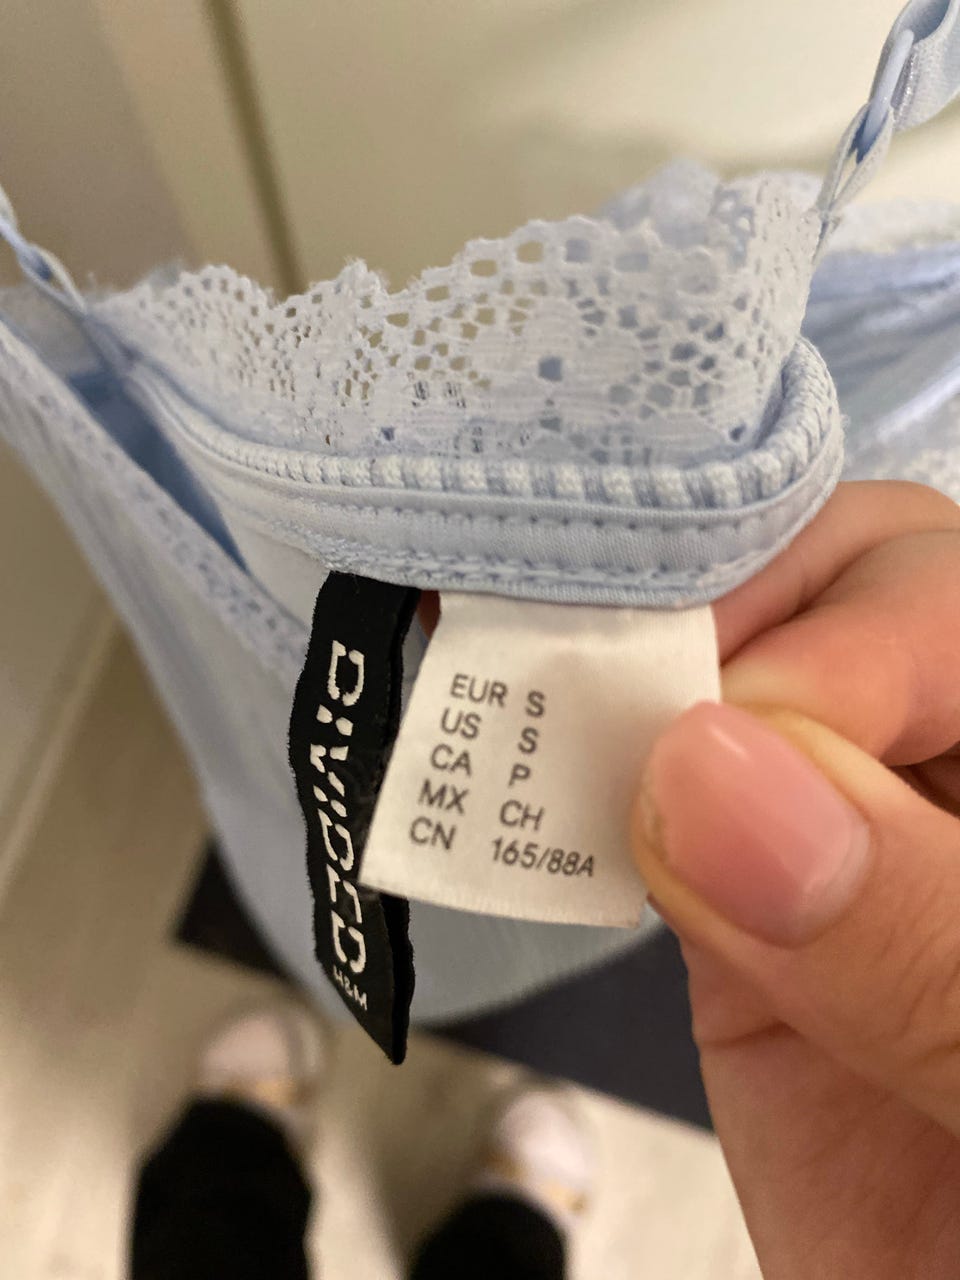 DIVIDED
H&M
EUR S
US S
CA P
MX CH
CN 165/88A